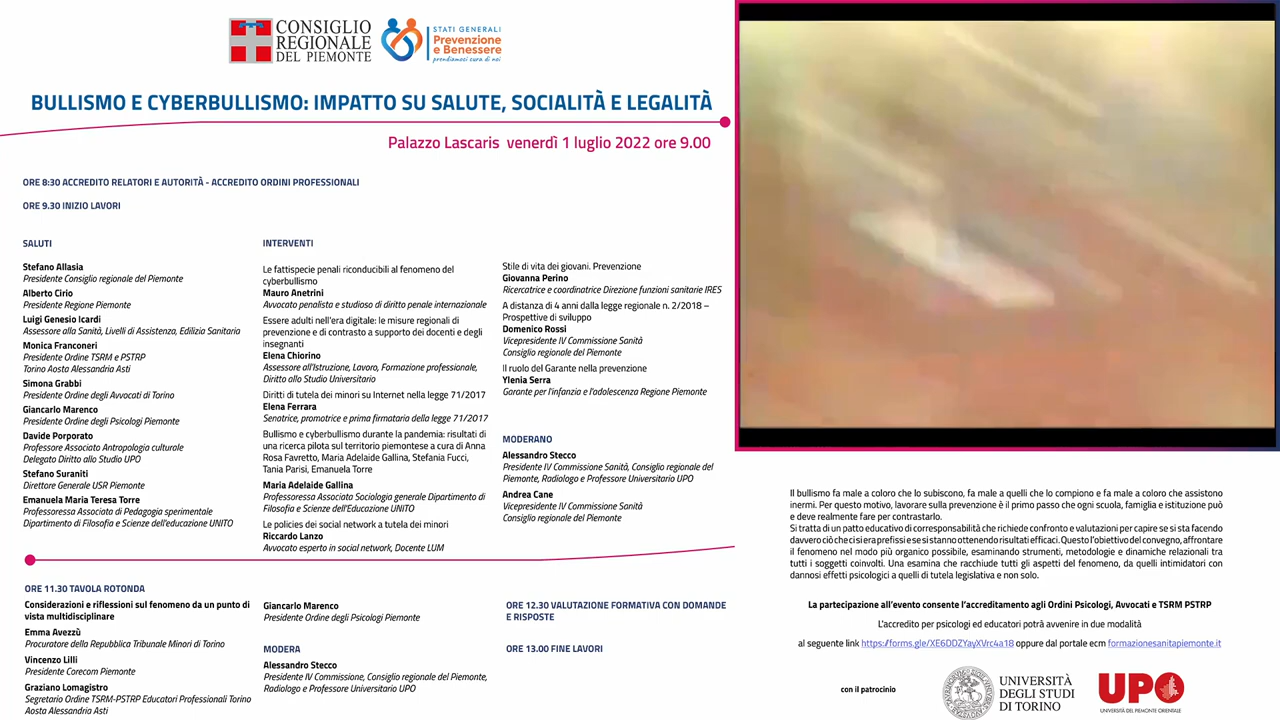 CONSIGLIO
REGIONALE
DEL PIEMONTE
STATI GENERALI
Prevenzione
e Benessere
prendiamoci cura di noi
BULLISMO E CYBERBULLISMO: IMPATTO SU SALUTE, SOCIALITÀ E LEGALITÀ
Palazzo Lascaris venerdì 1 luglio 2022 ore 9.00
ORE 8:30 ACCREDITO RELATORI E AUTORITÀ - ACCREDITO ORDINI PROFESSIONALI
ORE 9.30 INIZIO LAVORI
SALUTI
Stefano Allasia
Presidente Consiglio regionale del Piemonte
Alberto Cirio
Presidente Regione Piemonte
Luigi Genesio Icardi
Assessore alla Sanità, Livelli di Assistenza, Edilizia Sanitaria
Monica Franconeri
Presidente Ordine TSRM e PSTRP
Torino Aosta Alessandria Asti
Simona Grabbi
Presidente Ordine degli Avvocati di Torino
Giancarlo Marenco
Presidente Ordine degli Psicologi Piemonte
Davide Porporato
Professore Associato Antropologia culturale
Delegato Diritto allo Studio UPO
Stefano Suraniti
Direttore Generale USR Piemonte
Emanuela Maria Teresa Torre
Professoressa Associata di Pedagogia sperimentale
Dipartimento di Filosofia e Scienze dell'educazione UNITO
INTERVENTI
Le fattispecie penali riconducibili al fenomeno del
cyberbullismo
Mauro Anetrini
Avvocato penalista e studioso di diritto penale internazionale
Essere adulti nell'era digitale: le misure regionali di
prevenzione e di contrasto a supporto dei docenti e degli
insegnanti
Elena Chiorino
Assessore all'Istruzione, Lavoro, Formazione professionale,
Diritto allo Studio Universitario
Diritti di tutela dei minori su Internet nella legge 71/2017
Elena Ferrara
Senatrice, promotrice e prima firmataria della legge 71/2017
Bullismo e cyberbullismo durante la pandemia: risultati di
una ricerca pilota sul territorio piemontese a cura di Anna
Rosa Favretto, Maria Adelaide Gallina, Stefania Fucci,
Tania Parisi, Emanuela Torre
Maria Adelaide Gallina
Professoressa Associata Sociologia generale Dipartimento di
Filosofia e Scienze dell'Educazione UNITO
Le policies dei social network a tutela dei minori
Riccardo Lanzo
Avvocato esperto in social network, Docente LUM
Stile di vita dei giovani. Prevenzione
Giovanna Perino
Ricercatrice e coordinatrice Direzione funzioni sanitarie IRES
A distanza di 4 anni dalla legge regionale n. 2/2018 –
Prospettive di sviluppo
Domenico Rossi
Vicepresidente IV Commissione Sanità
Consiglio regionale del Piemonte
Il ruolo del Garante nella prevenzione
Ylenia Serra
Garante per l'infanzia e l'adolescenza Regione Piemonte
MODERANO
Alessandro Stecco
Presidente IV Commissione Sanità, Consiglio regionale del
Piemonte, Radiologo e Professore Universitario UPO
Andrea Cane
Vicepresidente IV Commissione Sanità
Consiglio regionale del Piemonte
ORE 11.30 TAVOLA ROTONDA
Considerazioni e riflessioni sul fenomeno da un punto di
vista multidisciplinare
Emma Avezzù
Procuratore della Repubblica Tribunale Minori di Torino
Vincenzo Lilli
Presidente Corecom Piemonte
Graziano Lomagistro
Segretario Ordine TSRM-PSTRP Educatori Professionali Torino
Aosta Alessandria Asti
Giancarlo Marenco
Presidente Ordine degli Psicologi Piemonte
MODERA
Alessandro Stecco
Presidente IV Commissione, Consiglio regionale del Piemonte,
Radiologo e Professore Universitario UPO
ORE 12.30 VALUTAZIONE FORMATIVA CON DOMANDE
E RISPOSTE
ORE 13.00 FINE LAVORI
Il bullismo fa male a coloro che lo subiscono, fa male a quelli che lo compiono e fa male a coloro che assistono
inermi. Per questo motivo, lavorare sulla prevenzione è il primo passo che ogni scuola, famiglia e istituzione può
e deve realmente fare per contrastarlo.
Si tratta di un patto educativo di corresponsabilità che richiede confronto e valutazioni per capire se si sta facendo
davvero ciò che ci si era prefissi e se si stanno ottenendo risultati efficaci. Questo l'obiettivo del convegno, affrontare
il fenomeno nel modo più organico possibile, esaminando strumenti, metodologie e dinamiche relazionali tra
tutti i soggetti coinvolti. Una esamina che racchiude tutti gli aspetti del fenomeno, da quelli intimidatori con
dannosi effetti psicologici a quelli di tutela legislativa e non solo.
La partecipazione all'evento consente l'accreditamento agli Ordini Psicologi, Avvocati e TSRM PSTRP
L'accredito per psicologi ed educatori potrà avvenire in due modalità
al seguente link https://forms.gle/XE6DDZYayXVrc4a18 oppure dal portale ecm formazionesanitapiemonte.it
con il patrocinio
UNIVERSITÀ
DEGLI STUDI
DI TORINO
UPO
UNIVERSITÀ DEL PIEMONTE ORIENTALE